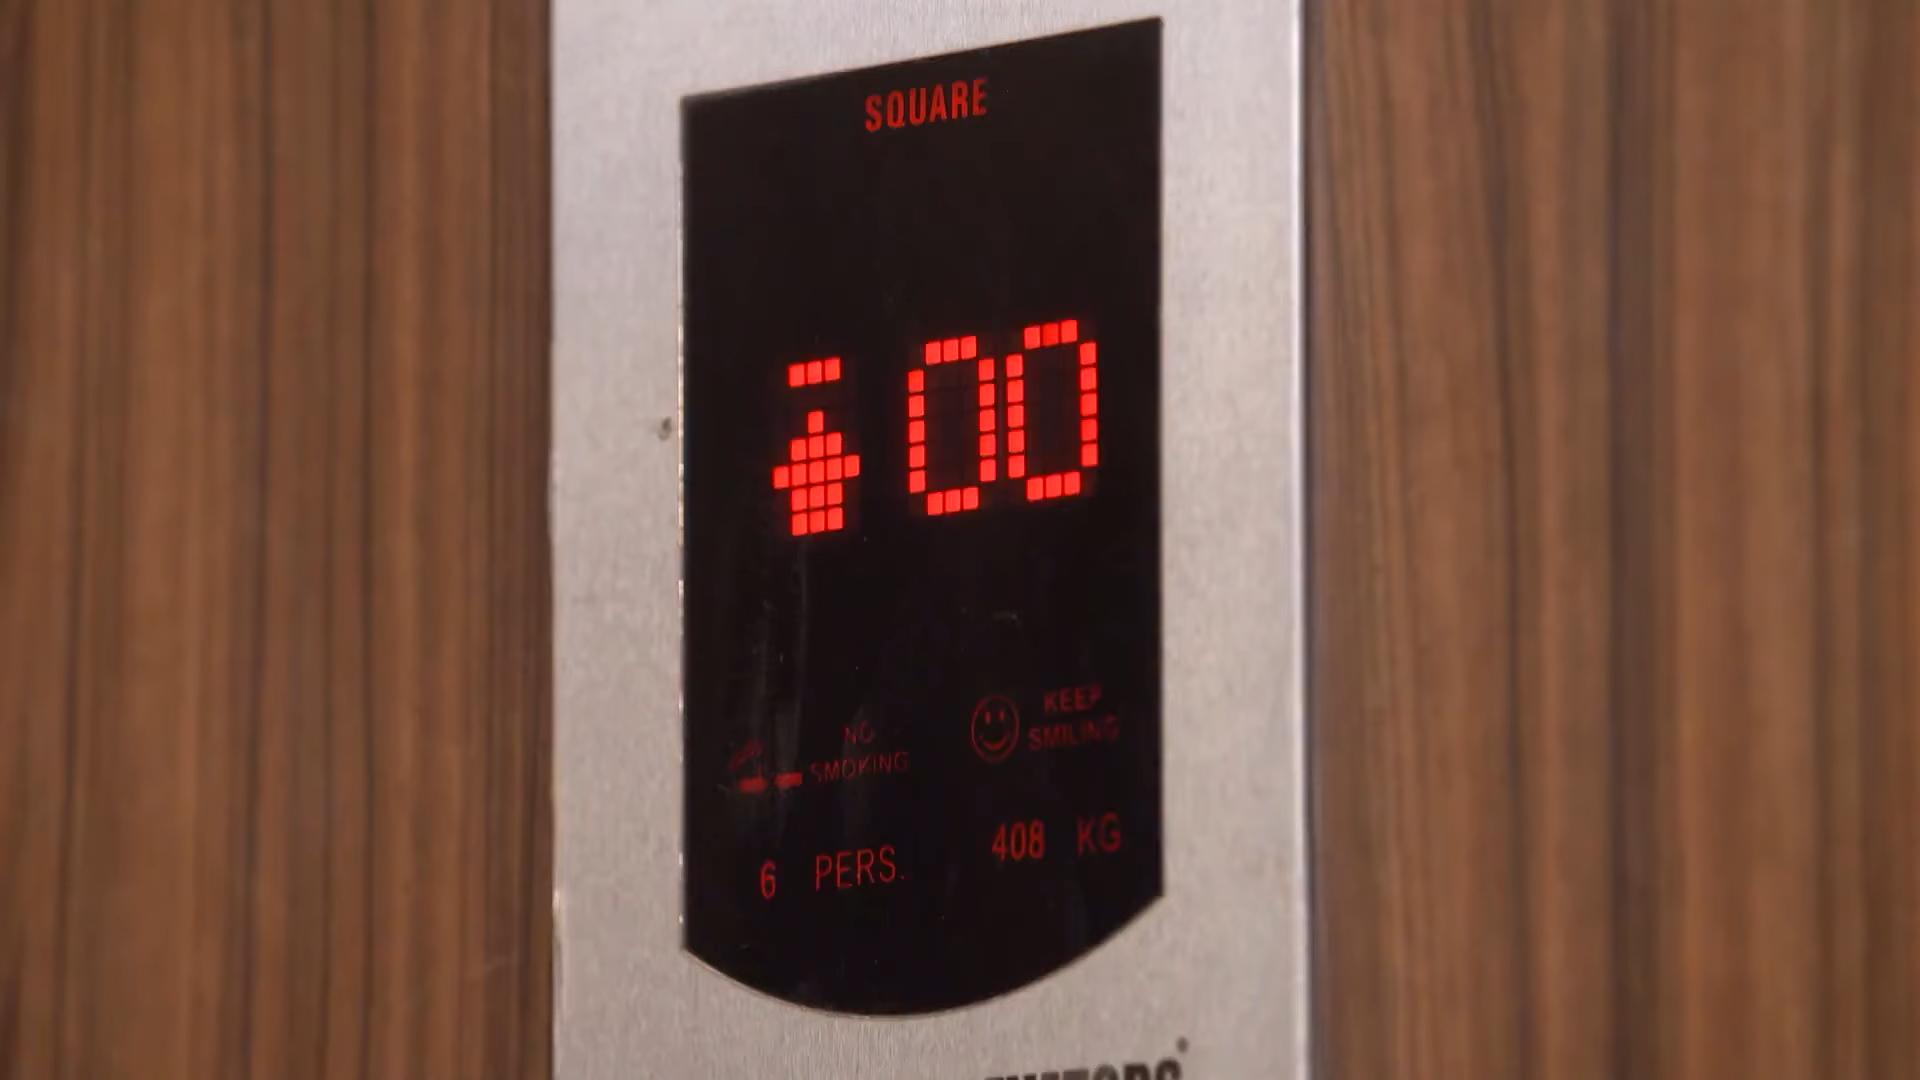 SQUARE
00
NO
SMOKING
KEEP
SMILING
6 PERS.
408 KG